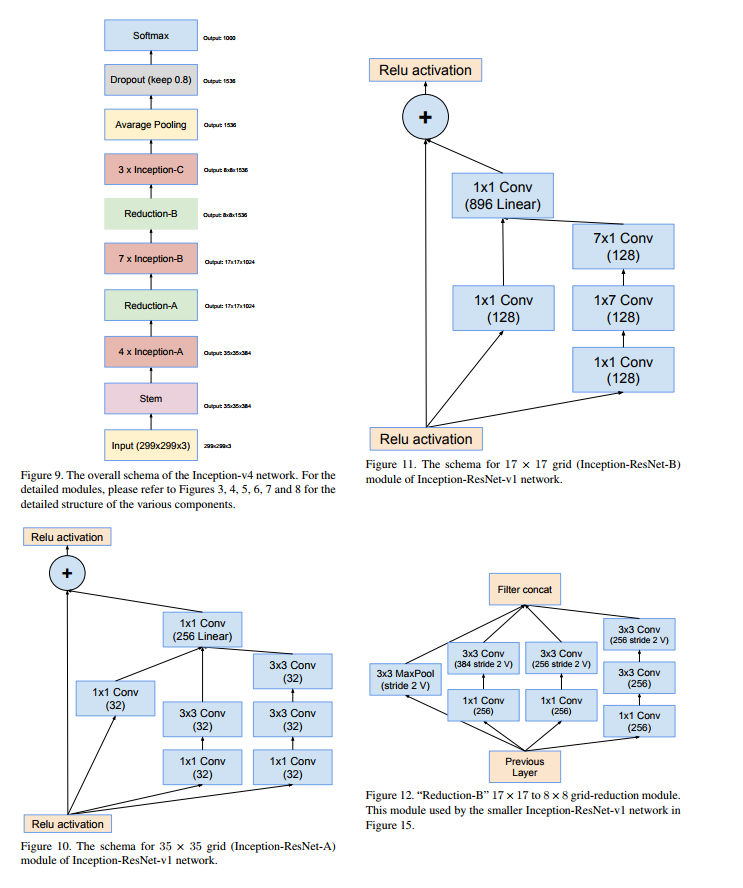 Softmax
Output: 1000
Dropout (keep 0.8)
Output: 1536
Avarage Pooling
Output: 1536
3 x Inception-C
Output: 8x8x1536
Reduction-B
Output: 8x8x1536
7 x Inception-B
Output: 17x17x1024
Reduction-A
Output: 17x17x1024
4 x Inception-A
Output: 35x35x384
Stem
Output: 35x35x384
Input (299x299x3)
299x299x3
Figure 9. The overall schema of the Inception-v4 network. For the
detailed modules, please refer to Figures 3, 4, 5, 6, 7 and 8 for the
detailed structure of the various components.
Relu activation
+
1x1 Conv
(256 Linear)
3x3 Conv
(32)
1x1 Conv
(32)
3x3 Conv
(32)
3x3 Conv
(32)
1x1 Conv
(32)
1x1 Conv
(32)
Relu activation
Figure 10. The schema for 35 × 35 grid (Inception-ResNet-A)
module of Inception-ResNet-v1 network.
Relu activation
+
1x1 Conv
(896 Linear)
7x1 Conv
(128)
1x1 Conv
(128)
1x7 Conv
(128)
1x1 Conv
(128)
Relu activation
Figure 11. The schema for 17 × 17 grid (Inception-ResNet-B)
module of Inception-ResNet-v1 network.
Filter concat
3x3 Conv
(256 stride 2 V)
3x3 Conv
(384 stride 2 V)
3x3 Conv
(256 stride 2 V)
3x3 MaxPool
(stride 2 V)
3x3 Conv
(256)
1x1 Conv
(256)
1x1 Conv
(256)
1x1 Conv
(256)
Previous
Layer
Figure 12. “Reduction-B” 17 × 17 to 8 × 8 grid-reduction module.
This module used by the smaller Inception-ResNet-v1 network in
Figure 15.